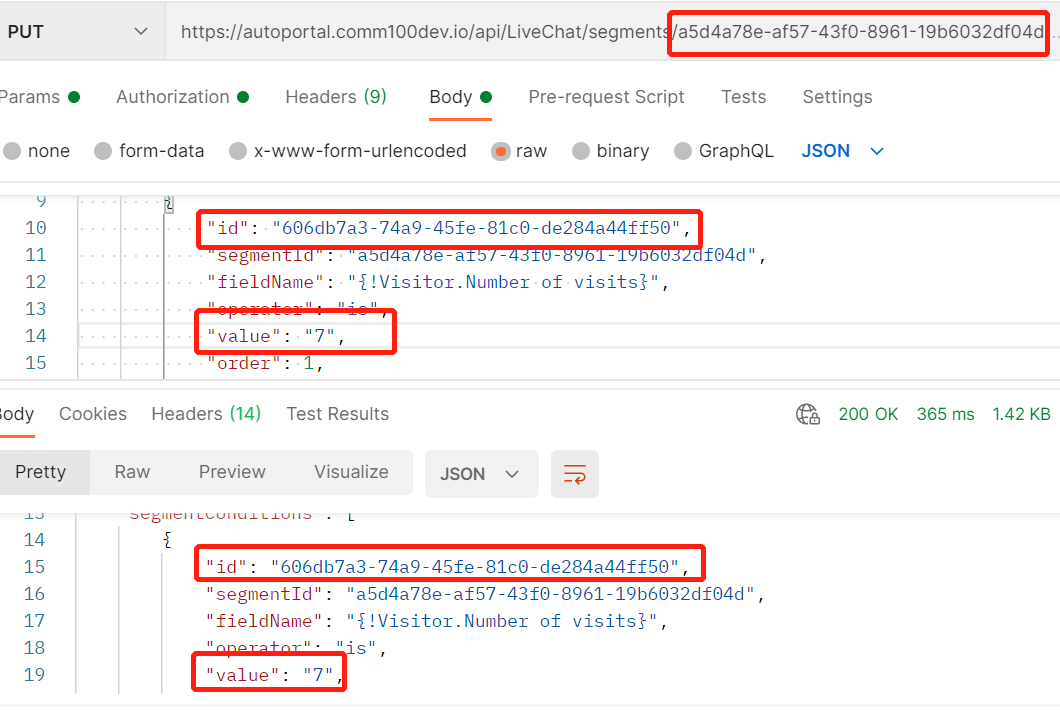 PUT https://autoportal.comm100dev.io/api/LiveChat/segments/a5d4a78e-af57-43f0-8961-19b6032df04d...
Params Authorization Headers (9) Body Pre-request Script Tests Settings
none form-data x-www-form-urlencoded raw binary GraphQL JSON
9 {
10 "id": "606db7a3-74a9-45fe-81c0-de284a44ff50",
11 "segmentId": "a5d4a78e-af57-43f0-8961-19b6032df04d",
12 "fieldName": "{!Visitor.Number of visits}",
13 "operator": "is",
14 "value": "7",
15 "order": 1,
Body Cookies Headers (14) Test Results 200 OK 365 ms 1.42 KB
Pretty Raw Preview Visualize JSON
13 "segmentConditions": [
14 {
15 "id": "606db7a3-74a9-45fe-81c0-de284a44ff50",
16 "segmentId": "a5d4a78e-af57-43f0-8961-19b6032df04d",
17 "fieldName": "{!Visitor.Number of visits}",
18 "operator": "is",
19 "value": "7",